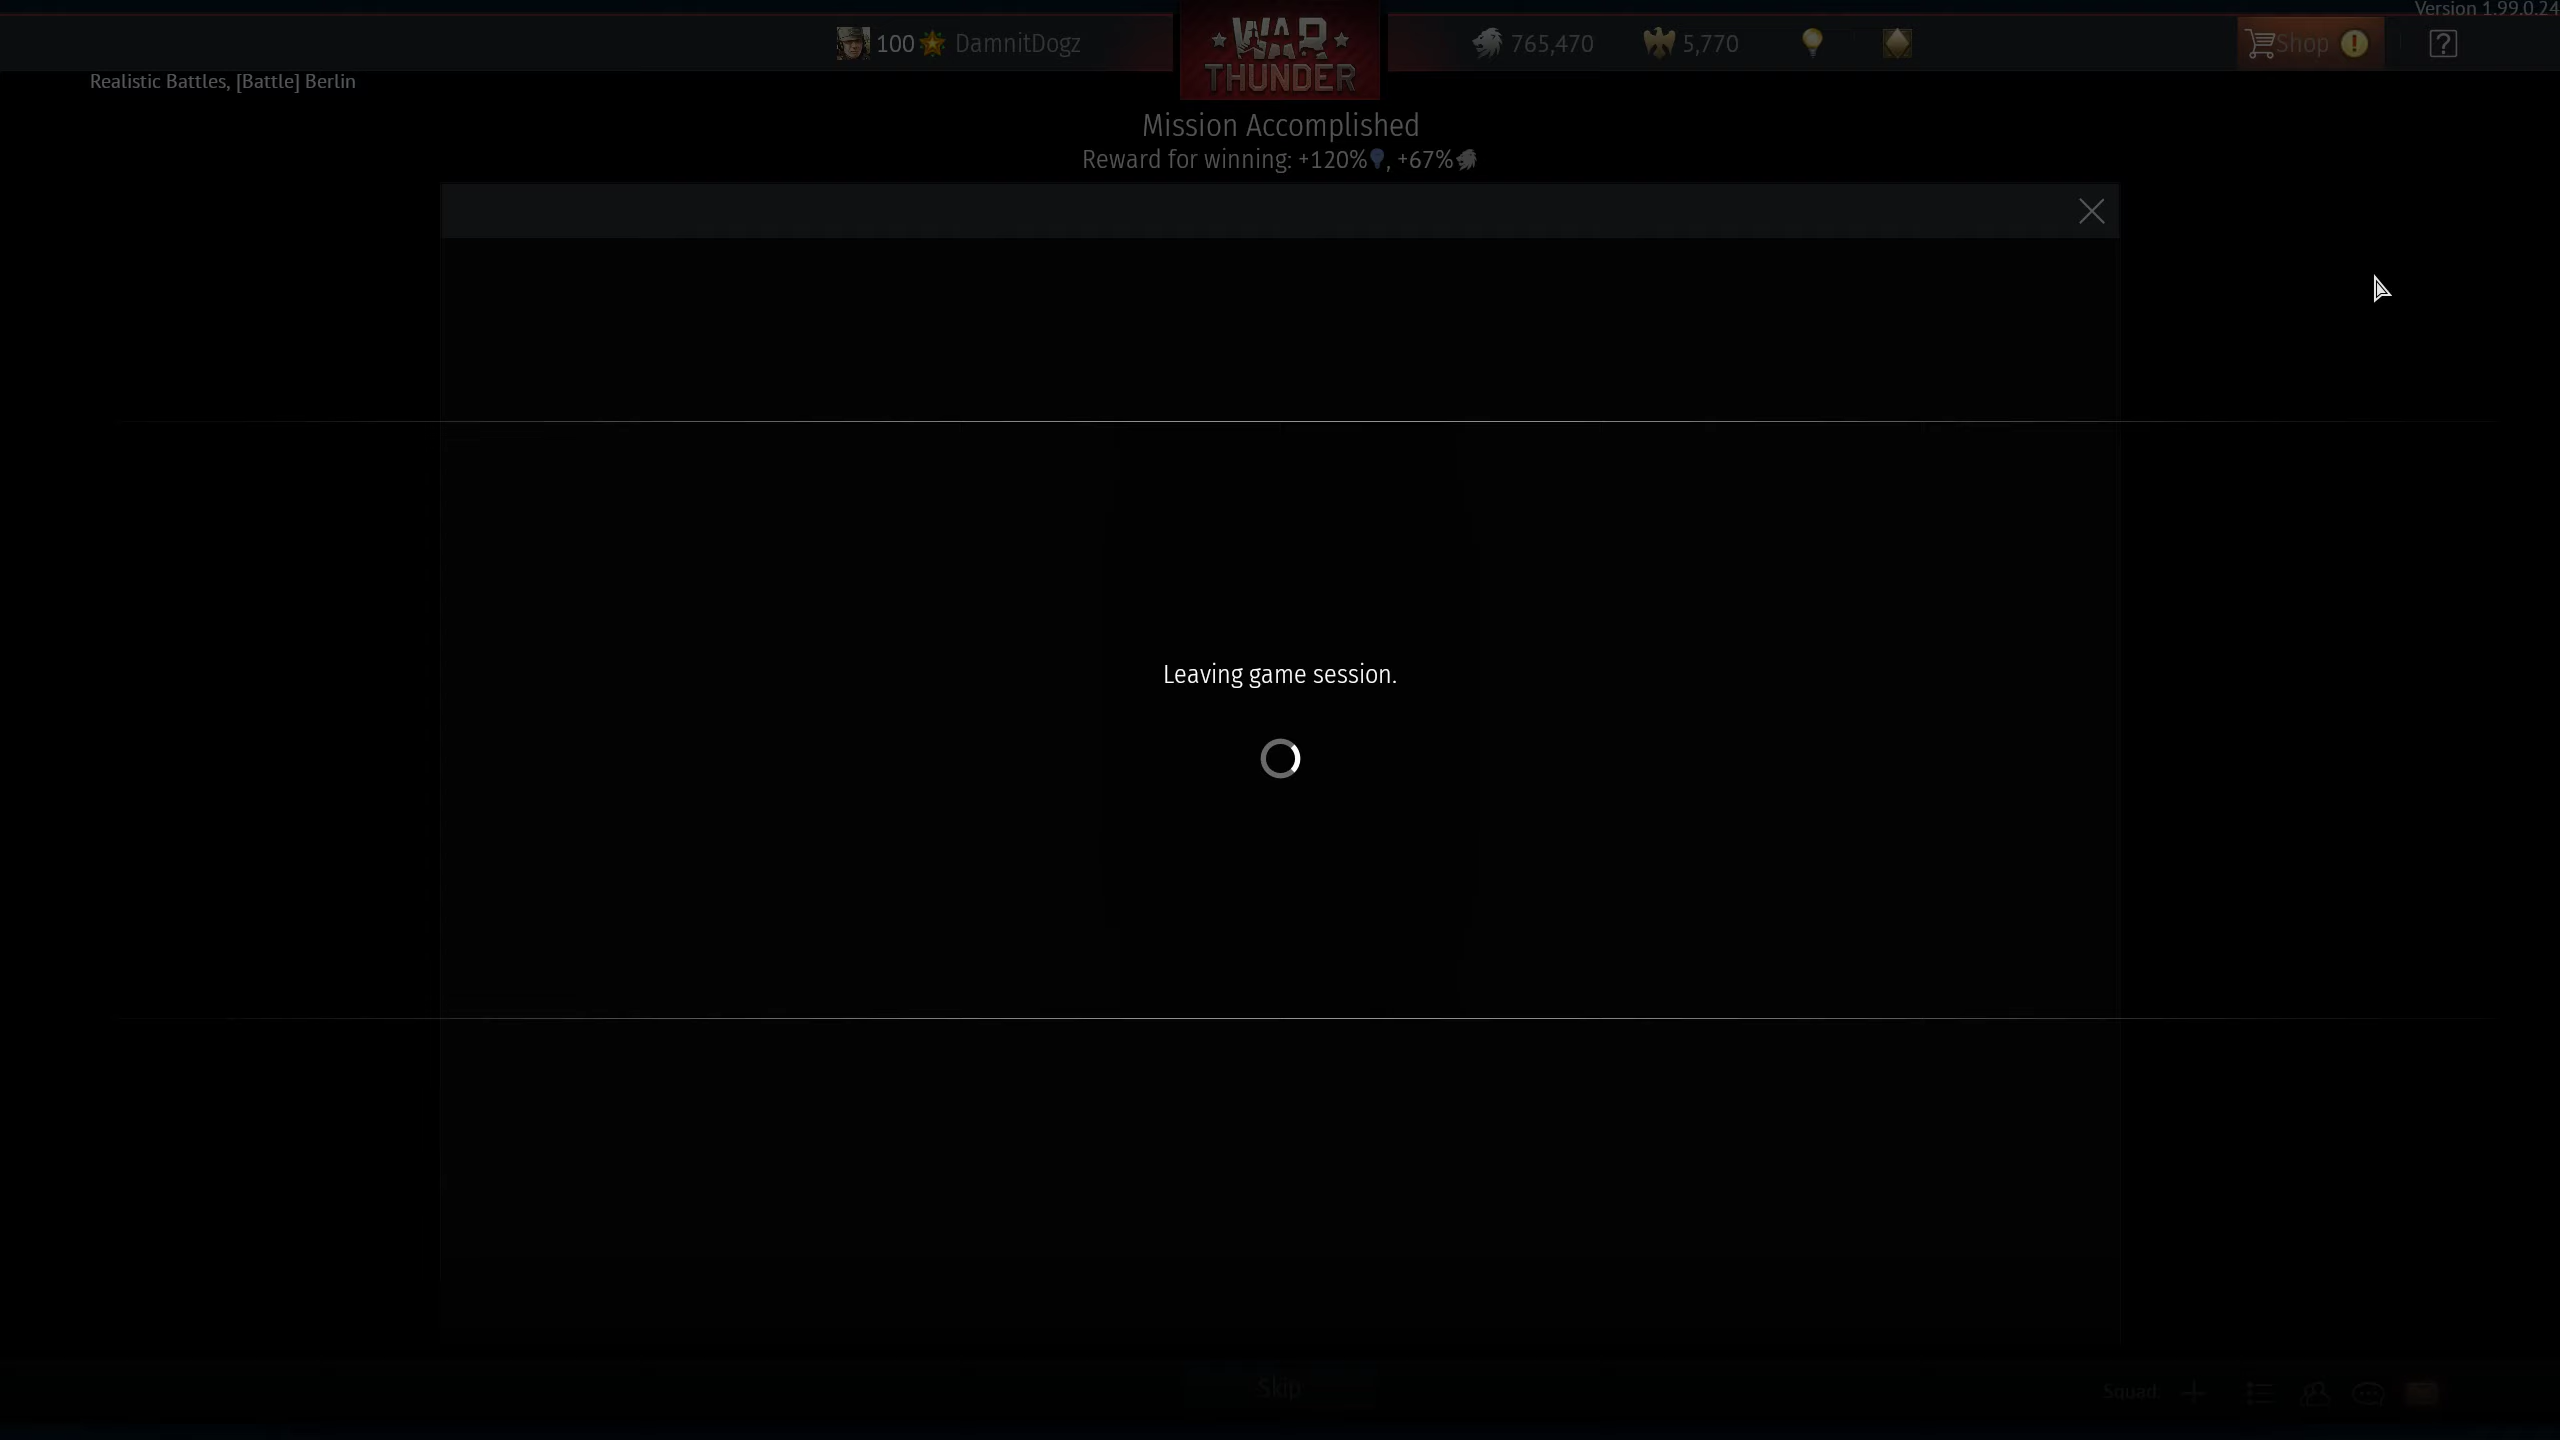 Version 1.99.0.24
100 DamnitDogz
WAR THUNDER
765,470
5,770
Shop
Realistic Battles, [Battle] Berlin
Mission Accomplished
Reward for winning: +120%, +67%
Leaving game session.
Skip
Squad